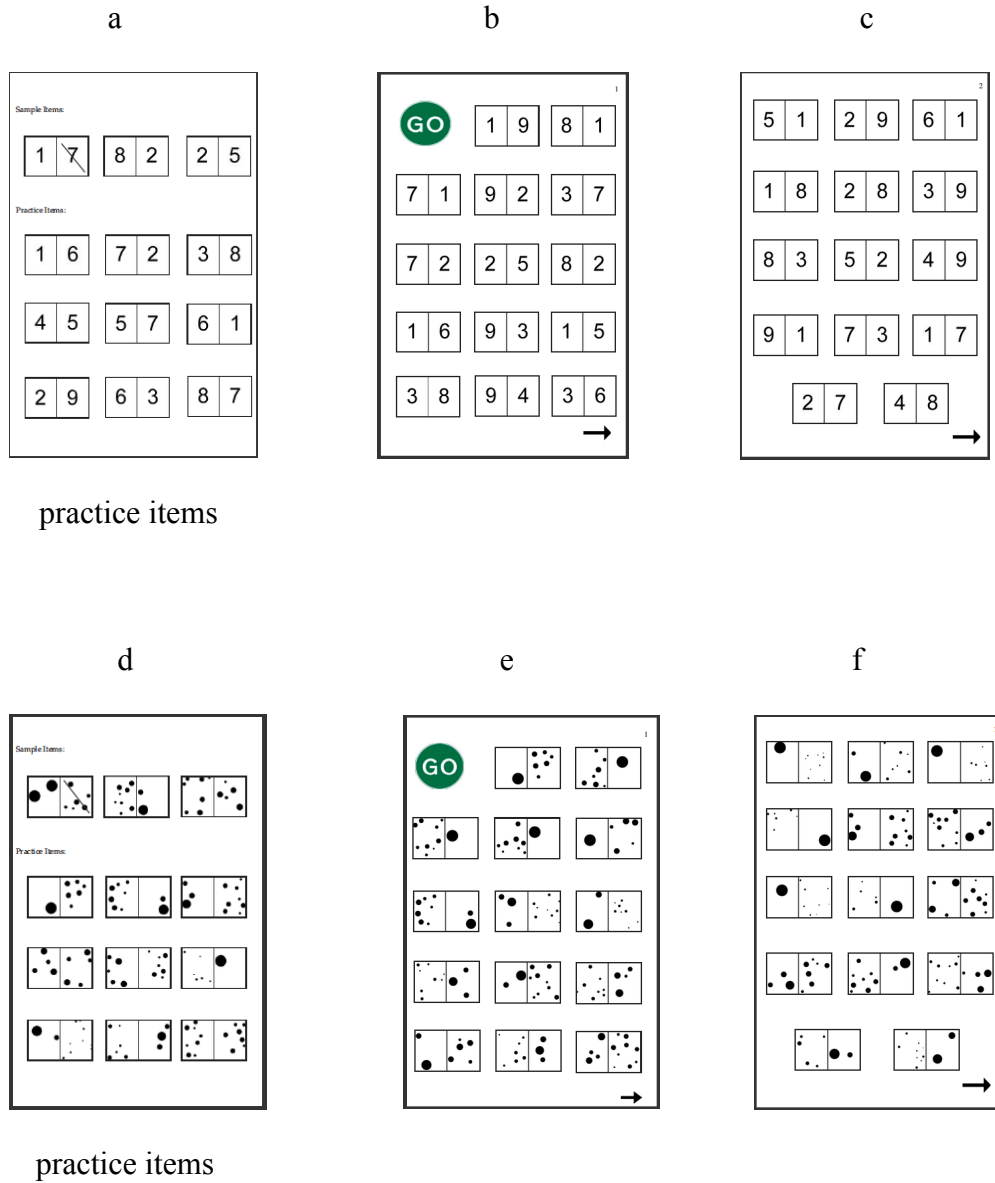 a b c
Sample Items:
1 7 8 2 2 5
Practice Items:
1 6 7 2 3 8
4 5 5 7 6 1
2 9 6 3 8 7
1
GO 1 9 8 1
7 1 9 2 3 7
7 2 2 5 8 2
1 6 9 3 1 5
3 8 9 4 3 6
2
5 1 2 9 6 1
1 8 2 8 3 9
8 3 5 2 4 9
9 1 7 3 1 7
2 7 4 8
practice items
d e f
Sample Items:
Practice Items:
1
GO
practice items